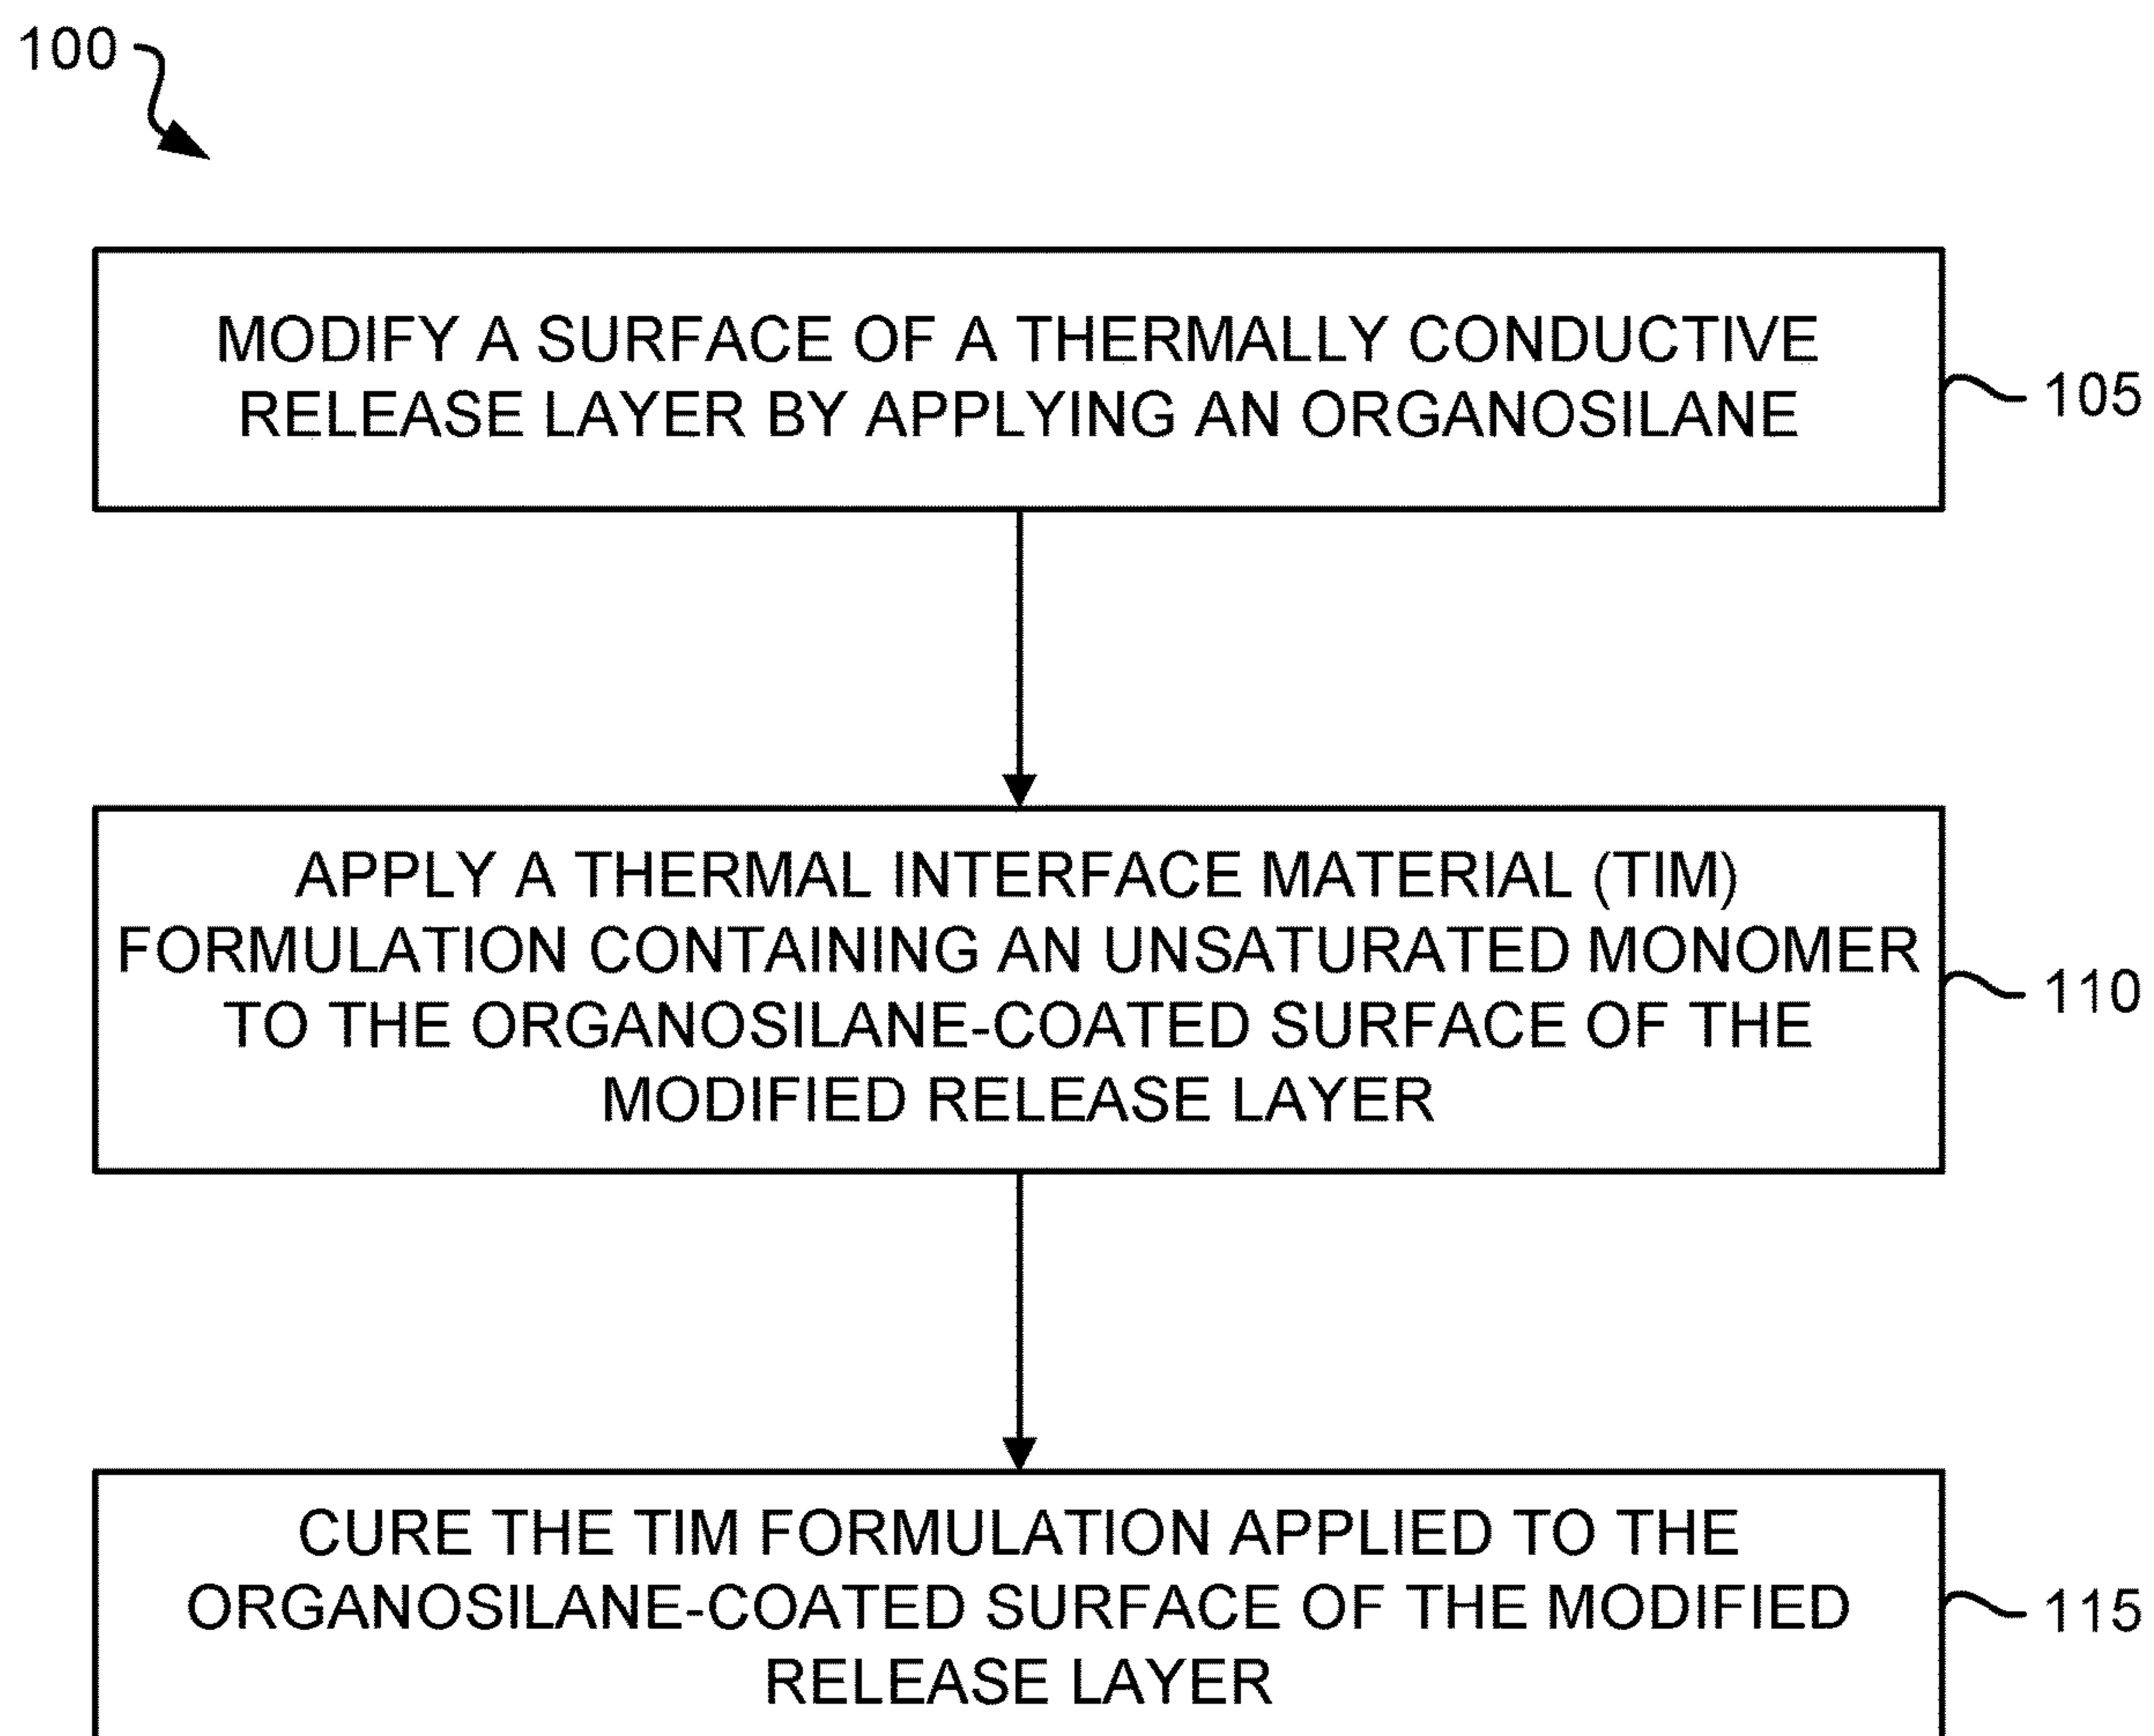 100
MODIFY A SURFACE OF A THERMALLY CONDUCTIVE
RELEASE LAYER BY APPLYING AN ORGANOSILANE
105
APPLY A THERMAL INTERFACE MATERIAL (TIM)
FORMULATION CONTAINING AN UNSATURATED MONOMER
TO THE ORGANOSILANE-COATED SURFACE OF THE
MODIFIED RELEASE LAYER
110
CURE THE TIM FORMULATION APPLIED TO THE
ORGANOSILANE-COATED SURFACE OF THE MODIFIED
RELEASE LAYER
115